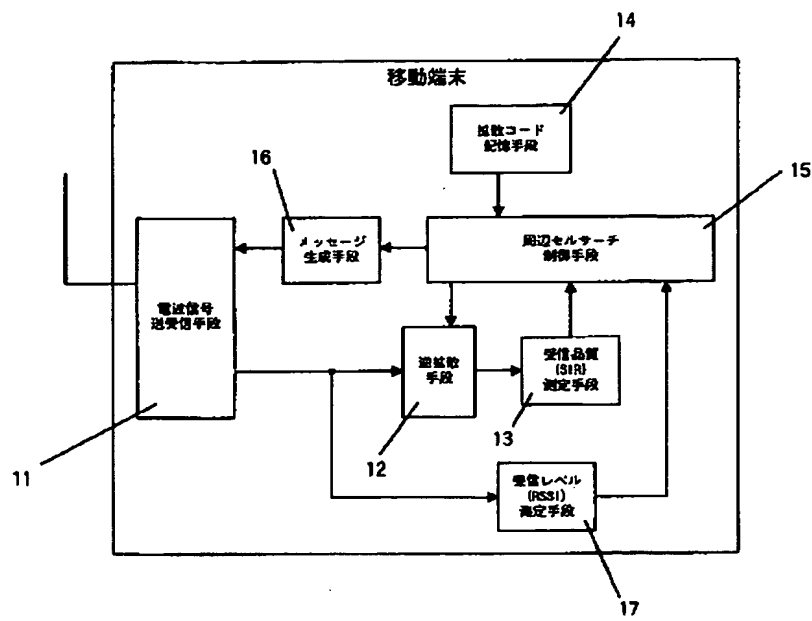 14
移動端末
拡散コード
記憶手段
16
15
メッセージ
生成手段
周辺セルサーチ
制御手段
電波信号
送受信手段
逆拡散
手段
受信品質
(SIR)
測定手段
11
12
13
受信レベル
(RSSI)
測定手段
17